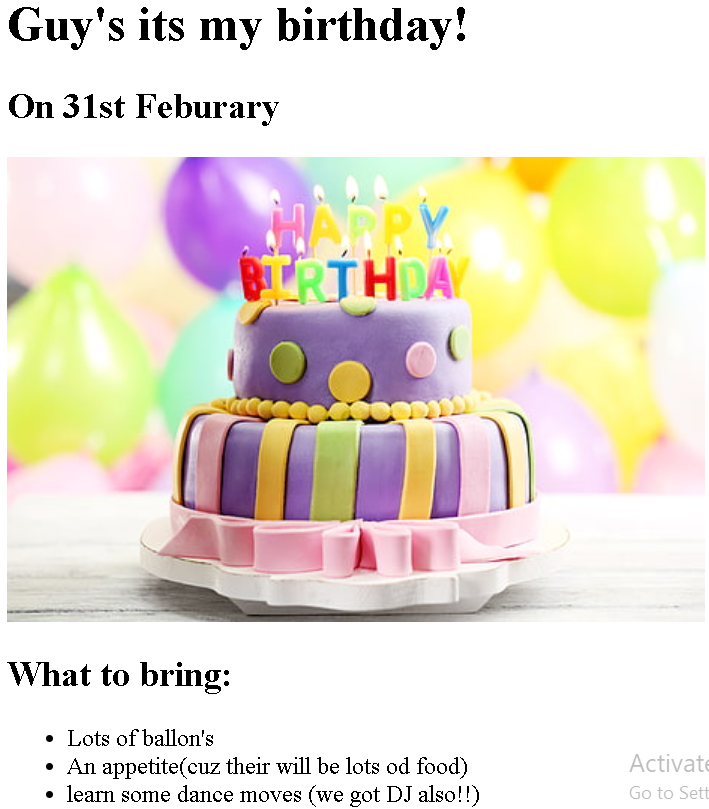 Guy's its my birthday!
On 31st Feburary
HAPPY
BIRTHDAY
What to bring:
• Lots of ballon's
• An appetite(cuz their will be lots od food)
• learn some dance moves (we got DJ also!!)
Activate
Go to Sett